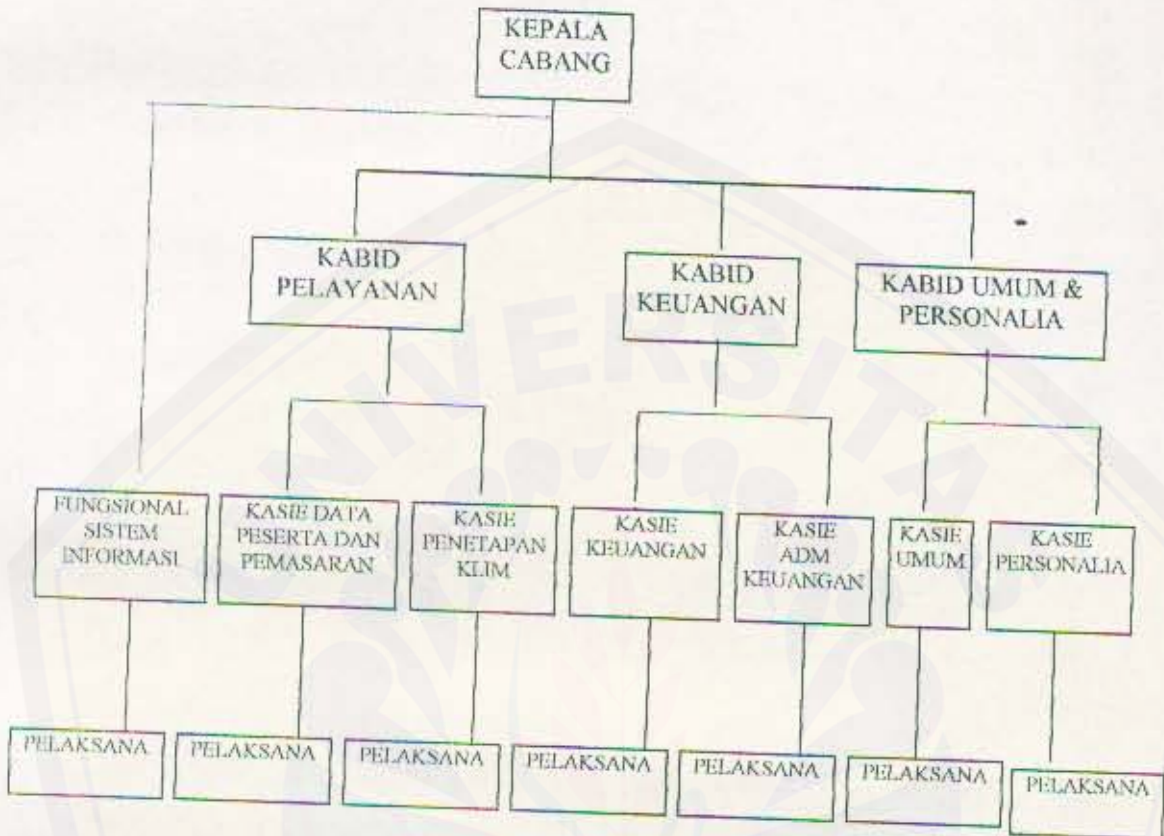 KEPALA
CABANG
KABID
PELAYANAN
KABID
KEUANGAN
KABID UMUM &
PERSONALIA
FUNGSIONAL
SISTEM
INFORMASI
KASIE DATA
PESERTA DAN
PEMASARAN
KASIE
PENETAPAN
KLIM
KASIE
KEUANGAN
KASIE
ADM
KEUANGAN
KASIE
UMUM
KASIE
PERSONALIA
PELAKSANA
PELAKSANA
PELAKSANA
PELAKSANA
PELAKSANA
PELAKSANA
PELAKSANA
UNIVERSITA